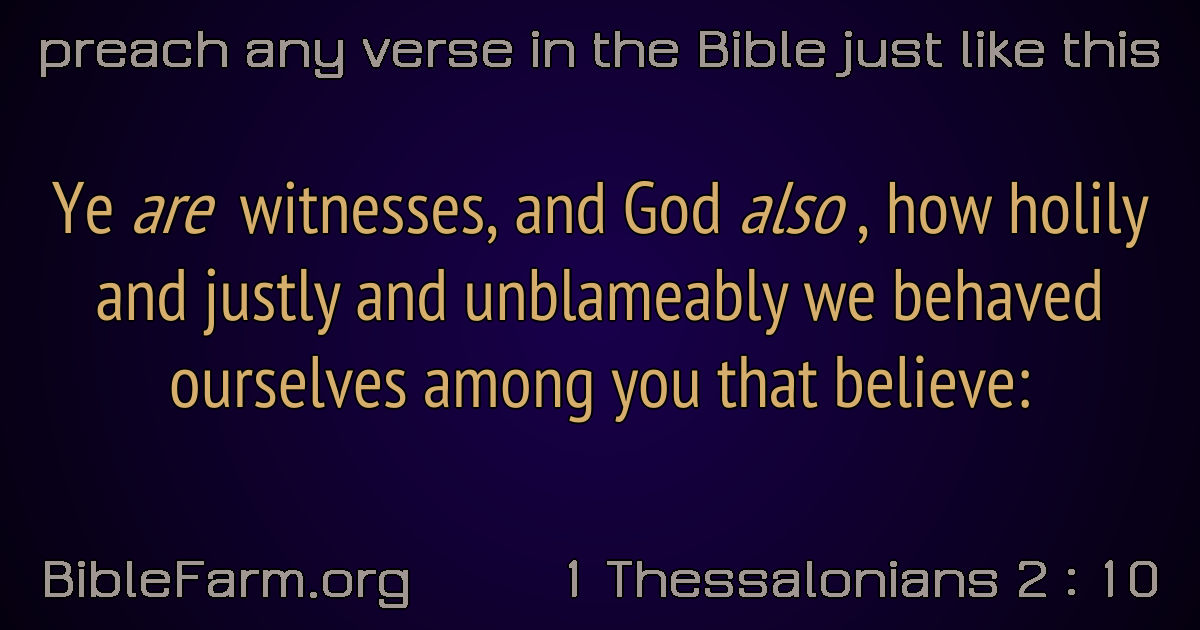 preach any verse in the Bible just like this
Ye are witnesses, and God also , how holily
and justly and unblameably we behaved
ourselves among you that believe:
BibleFarm.org
1 Thessalonians 2 : 10